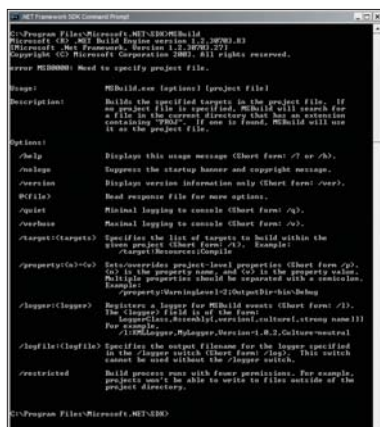 .NET Framework SDK Command Prompt
C:\Program Files\Microsoft.NET\SDK>MSBuild
Microsoft (R) .NET Build Engine version 1.2.30703.83
[Microsoft .Net Framework, Version 1.2.30703.27]
Copyright (C) Microsoft Corporation 2003. All rights reserved.
error MSB0000: Need to specify project file.
Usage: MSBuild.exe [options] [project file]
Description: Builds the specified targets in the project file. If
no project file is specified, MSBuild will search for
a file in the current directory that has an extension
containing "PROJ". If one is found, MSBuild will use
it as the project file.
Options:
/help Displays this usage message (Short form: /? or /h).
/nologo Suppress the startup banner and copyright message.
/version Displays version information only (Short form: /ver).
@(file) Read response file for more options.
/quiet Minimal logging to console (Short form: /q).
/verbose Maximum logging to console (Short form: /v).
/target:(targets) Specifies the list of targets to build within the
given project (Short form: /t). Example:
/target:Resources;Compile
/property:(n)=(v) Sets/overrides project-level properties (Short form /p).
(n) is the property name, and (v) is the property value.
Multiple properties should be separated with a semicolon.
Example:
/property:WarningLevel=2;OutputDir=bin\Debug
/logger:(logger) Registers a logger for MSBuild events (Short form: /l).
The (logger) field is of the form:
LoggerClass,Assembly[,version[,culture[,strong name]]]
For example,
/l:XMLLogger,MyLogger,Version=1.0.2,Culture=neutral
/logfile:(logfile) Specifies the output filename for the logger specified
in the /logger switch (Short form: /log). This switch
cannot be used without the /logger switch.
/restricted Build process runs with fewer permissions. For example,
projects won't be able to write to files outside of the
project directory.
C:\Program Files\Microsoft.NET\SDK>